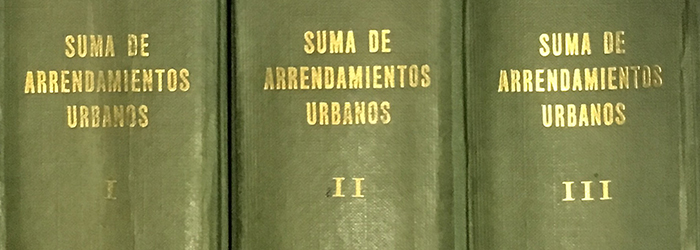 SUMA DE
ARRENDAMIENTOS
URBANOS
I
SUMA DE
ARRENDAMIENTOS
URBANOS
II
SUMA DE
ARRENDAMIENTOS
URBANOS
III